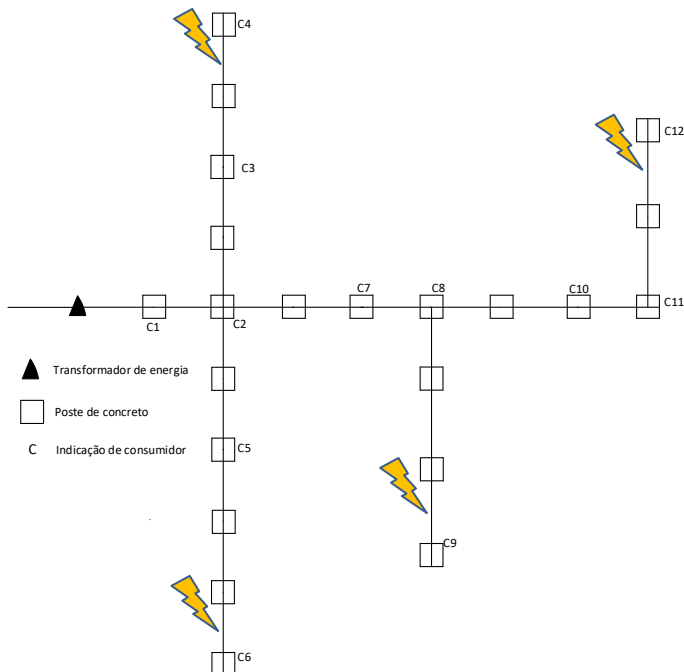 C4
C12
C3
C7
C8
C10
C11
C1
C2
Transformador de energia
Poste de concreto
C
Indicação de consumidor
C5
C9
C6